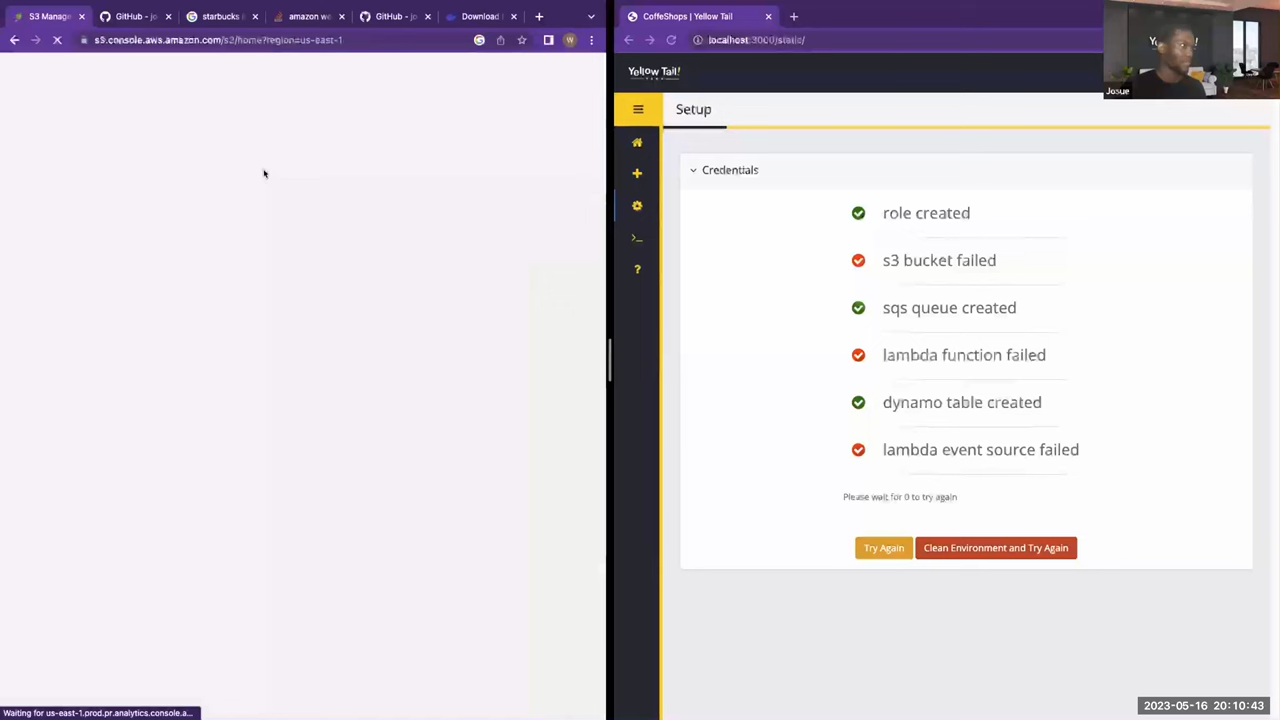 S3 Manage
GitHub - jo
starbucks i
amazon we
GitHub - jo
Download
s3.console.aws.amazon.com/s3/home?region=us-east-1
W
Waiting for us-east-1.prod.pr.analytics.console.a...
CoffeShops | Yellow Tail
localhost:3000/static/
Yellow Tail!
Setup
Credentials
role created
s3 bucket failed
sqs queue created
lambda function failed
dynamo table created
lambda event source failed
Please wait for 0 to try again
Try Again
Clean Environment and Try Again
?
Josue
2023-05-16 20:10:43